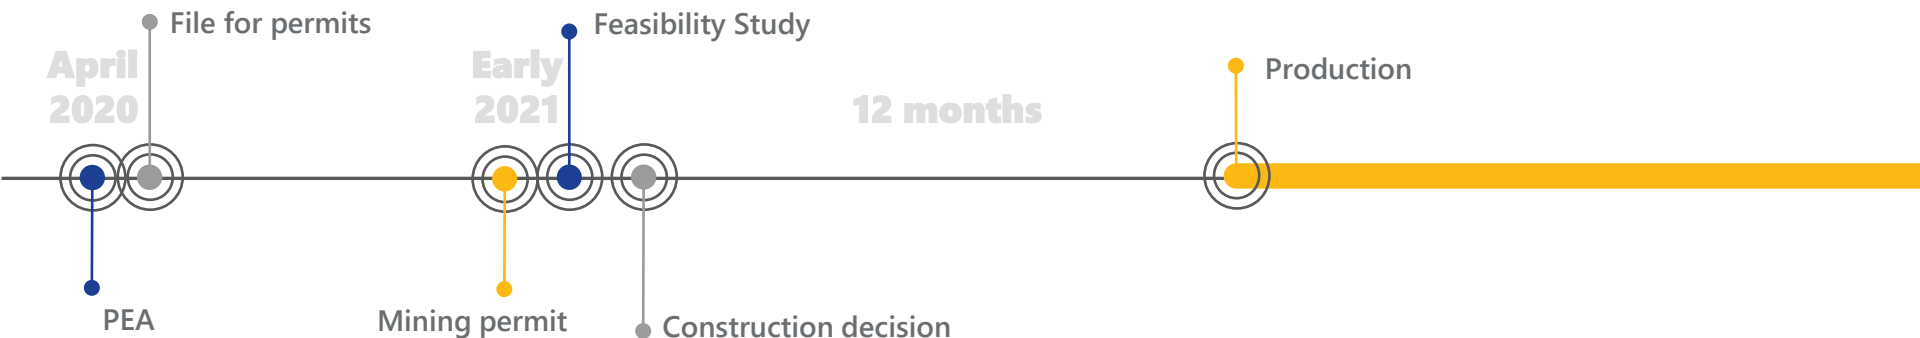 File for permits
Feasibility Study
April
2020
Early
2021
12 months
Production
PEA
Mining permit
Construction decision